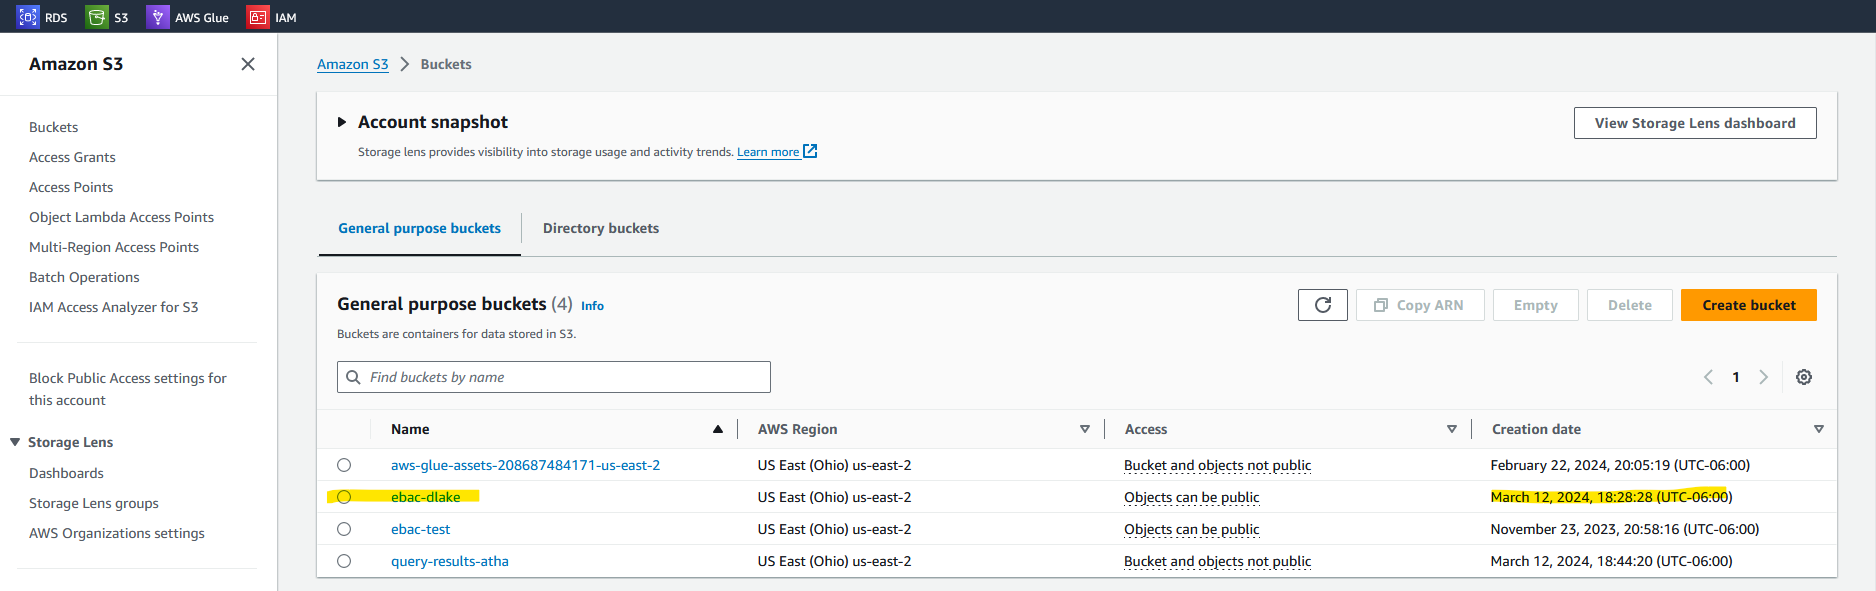 RDS S3 AWS Glue IAM
Amazon S3
Buckets
Access Grants
Access Points
Object Lambda Access Points
Multi-Region Access Points
Batch Operations
IAM Access Analyzer for S3
Block Public Access settings for
this account
Storage Lens
Dashboards
Storage Lens groups
AWS Organizations settings
Amazon S3 > Buckets
Account snapshot
View Storage Lens dashboard
Storage lens provides visibility into storage usage and activity trends. Learn more
General purpose buckets Directory buckets
General purpose buckets (4) Info
Copy ARN Empty Delete Create bucket
Buckets are containers for data stored in S3.
Find buckets by name
1
Name AWS Region Access Creation date
aws-glue-assets-208687484171-us-east-2 US East (Ohio) us-east-2 Bucket and objects not public February 22, 2024, 20:05:19 (UTC-06:00)
ebac-dlake US East (Ohio) us-east-2 Objects can be public March 12, 2024, 18:28:28 (UTC-06:00)
ebac-test US East (Ohio) us-east-2 Objects can be public November 23, 2023, 20:58:16 (UTC-06:00)
query-results-atha US East (Ohio) us-east-2 Bucket and objects not public March 12, 2024, 18:44:20 (UTC-06:00)